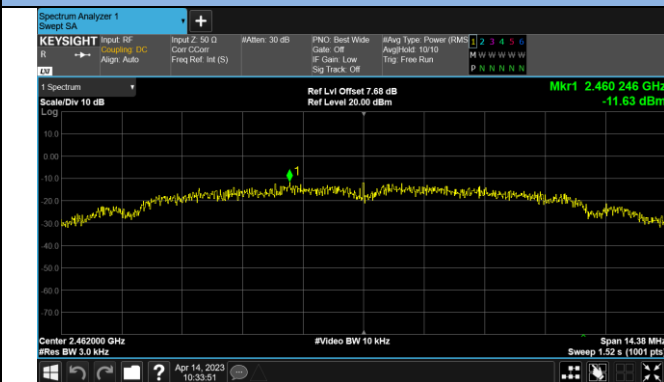 Spectrum Analyzer 1
Swept SA
+
KEYSIGHT
R
LXI
Input: RF
Coupling: DC
Align: Auto
Input Z: 50 Ω
Corr CCorr
Freq Ref: Int (S)
#Atten: 30 dB
PNO: Best Wide
Gate: Off
IF Gain: Low
Sig Track: Off
#Avg Type: Power (RMS
Avg|Hold: 10/10
Trig: Free Run
1 2 3 4 5 6
M W W W W W
P N N N N N
1 Spectrum
Scale/Div 10 dB
Log
Ref Lvl Offset 7.68 dB
Ref Level 20.00 dBm
Mkr1 2.460 246 GHz
-11.63 dBm
10.0
0.00
-10.0
-20.0
-30.0
-40.0
-50.0
-60.0
-70.0
1
Center 2.462000 GHz
#Res BW 3.0 kHz
#Video BW 10 kHz
Span 14.38 MHz
Sweep 1.52 s (1001 pts)
?
Apr 14, 2023
10:33:51